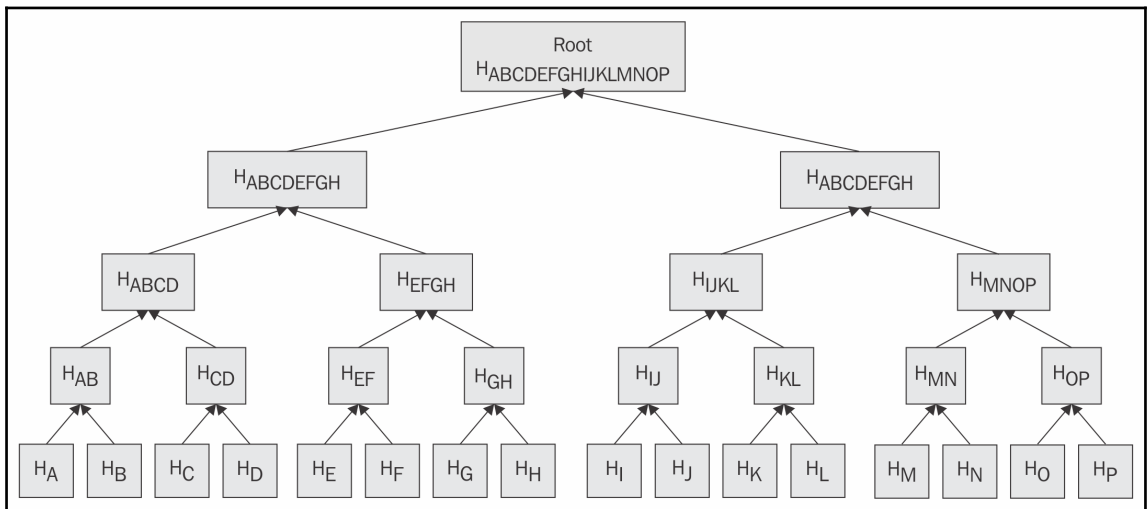 Root
HABCDEFGHIJKLMNOP
HABCDEFGH
HABCDEFGH
HABCD
HEFGH
HIJKL
HMNOP
HAB
HCD
HEF
HGH
HIJ
HKL
HMN
HOP
HA
HB
HC
HD
HE
HF
HG
HH
HI
HJ
HK
HL
HM
HN
HO
HP